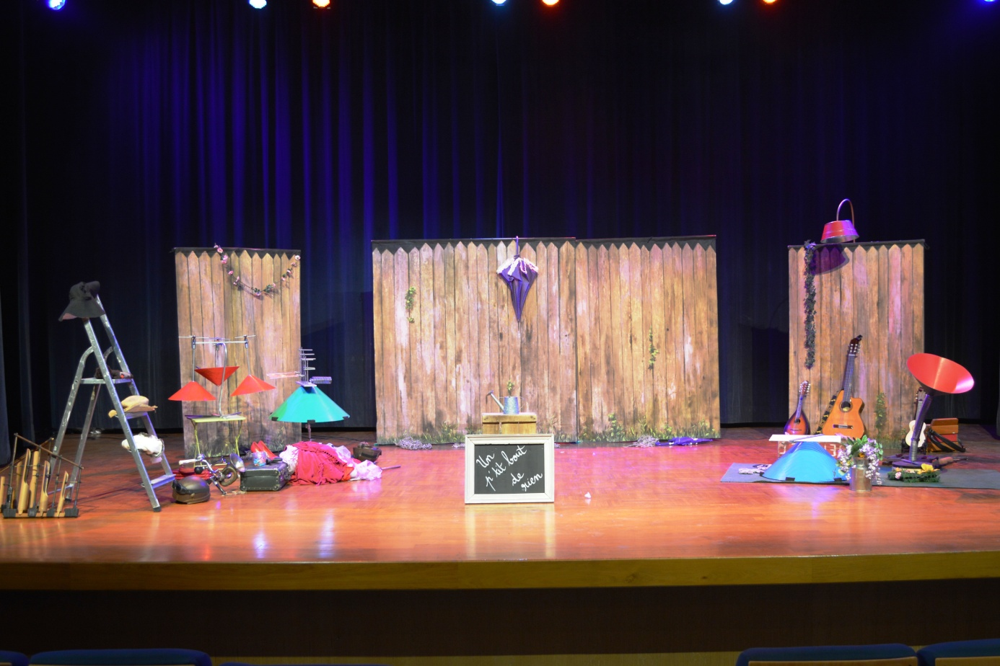 Un
p'tit bout
de
rien